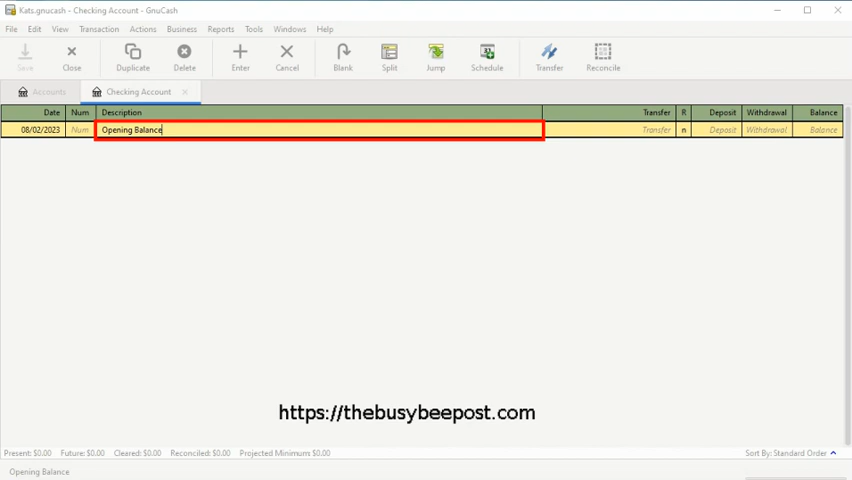 Kats.gnucash - Checking Account - GnuCash
File Edit View Transaction Actions Business Reports Tools Windows Help
Save Close Duplicate Delete Enter Cancel Blank Split Jump Schedule Transfer Reconcile
Accounts Checking Account
Date Num Description Transfer R Deposit Withdrawal Balance
08/02/2023 Num Opening Balance Transfer n Deposit Withdrawal Balance
https://thebusybeepost.com
Present: $0.00 Future: $0.00 Cleared: $0.00 Reconciled: $0.00 Projected Minimum $0.00 Sort By: Standard Order
Opening Balance